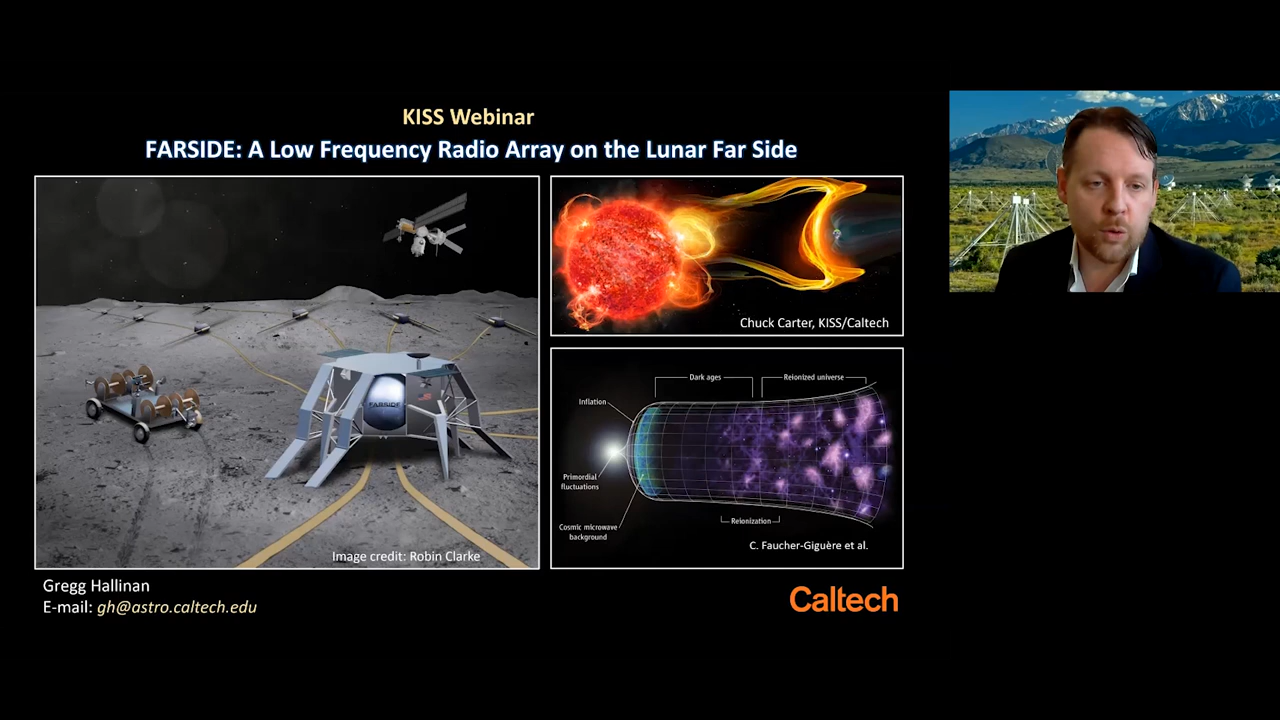 KISS Webinar
FARSIDE: A Low Frequency Radio Array on the Lunar Far Side
FARSIDE
Image credit: Robin Clarke
Chuck Carter, KISS/Caltech
Dark ages
Reionized universe
Inflation
Primordial
fluctuations
Cosmic microwave
background
Reionization
C. Faucher-Giguère et al.
Gregg Hallinan
E-mail: gh@astro.caltech.edu
Caltech